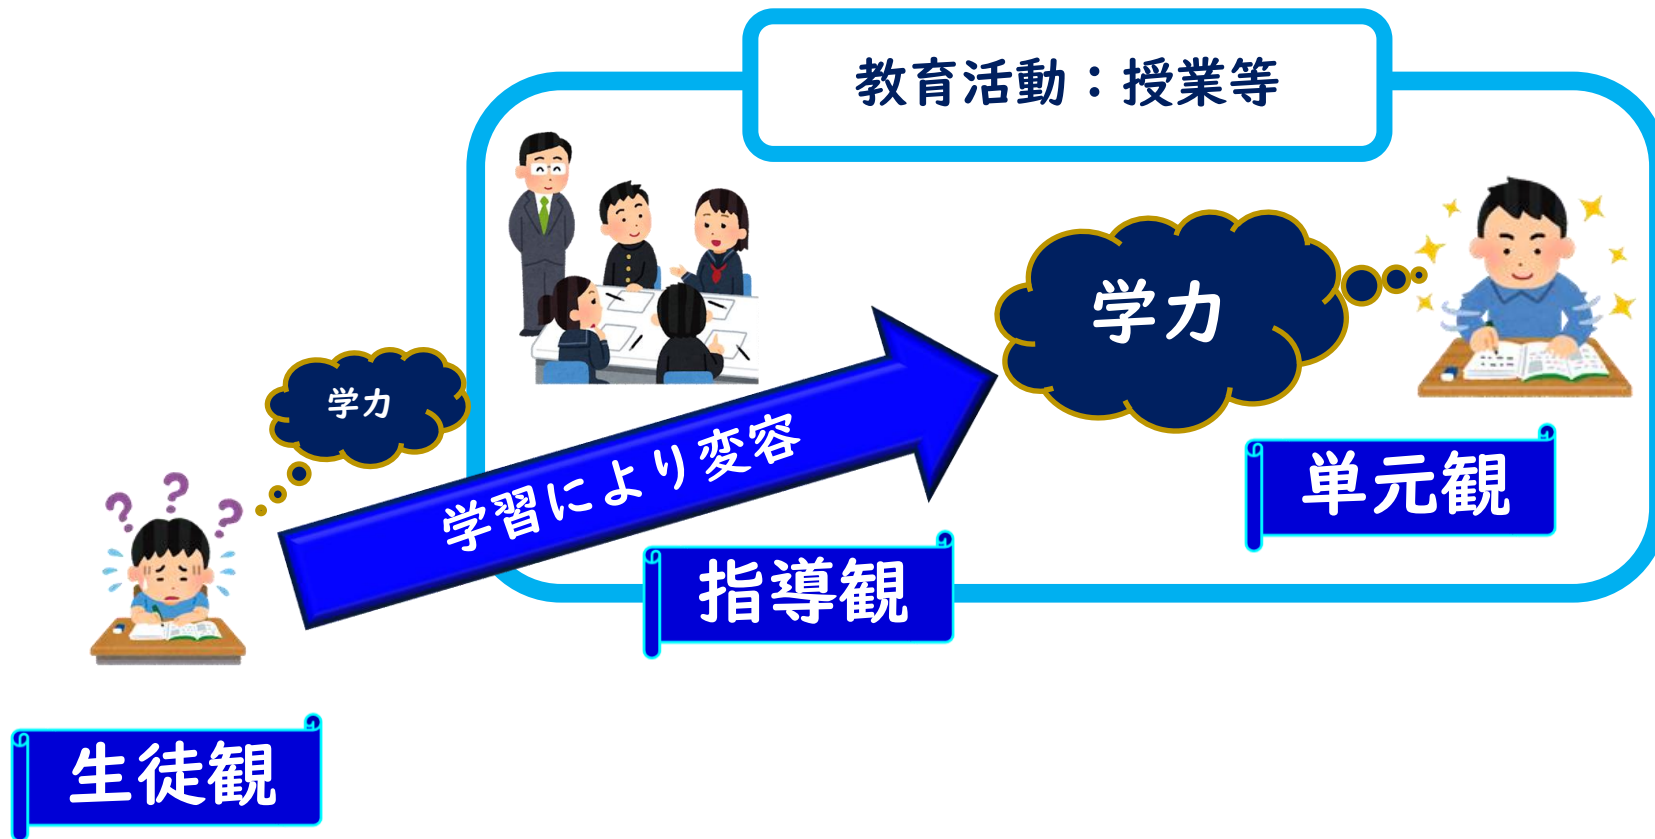 教育活動：授業等
学力
学力
学習により変容
単元観
指導観
生徒観
？？？